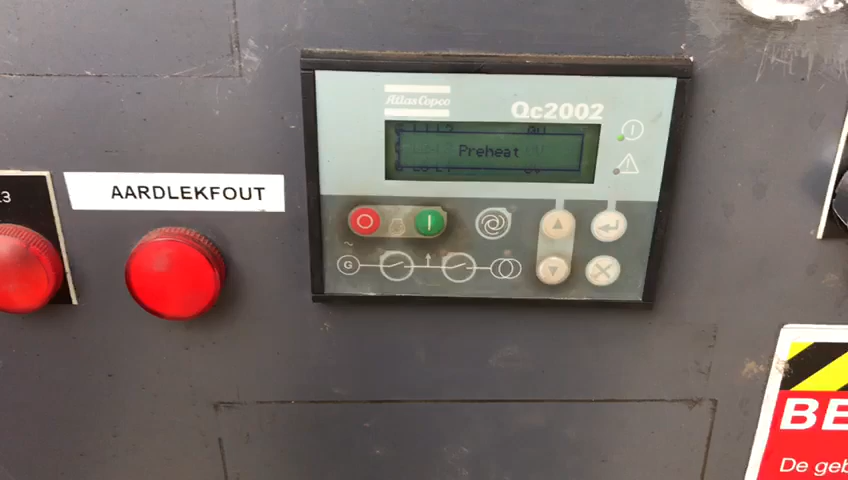 Atlas Copco
Qc2002
Preheat
AARDLEKFOUT
G
BE
De geb